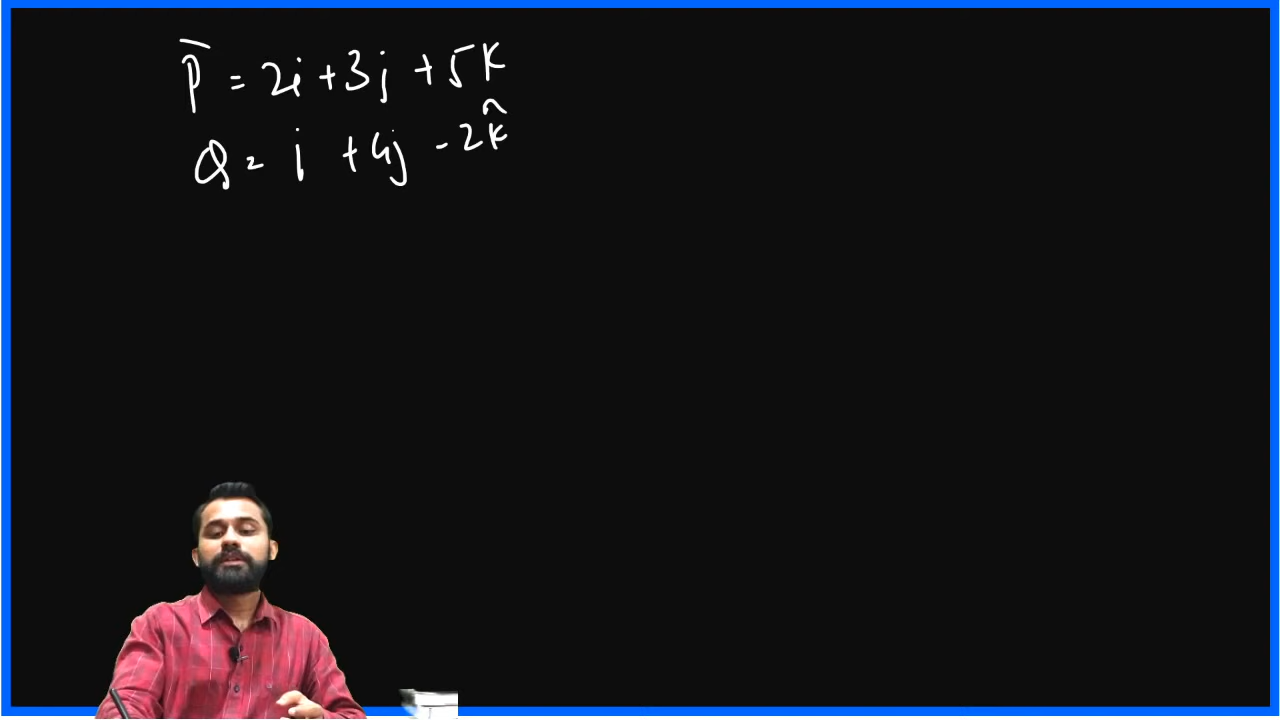 P̄ = 2i + 3j + 5k
Q = i + 4j - 2k̂